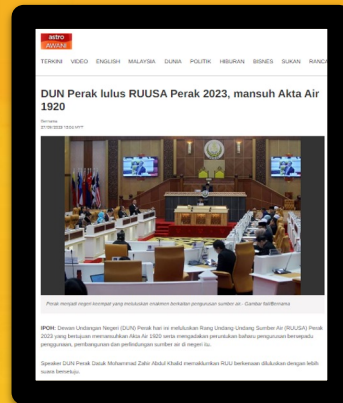 astro
AWANI
TERKINI VIDEO ENGLISH MALAYSIA DUNIA POLITIK HIBURAN BISNES SUKAN RANCA
DUN Perak lulus RUUSA Perak 2023, mansuh Akta Air
1920
Bernama
Perak menjadi negeri keempat yang meluluskan enakmen berkaitan pengurusan sumber air. - Gambar fail/Bernama
IPOH: Dewan Undangan Negeri (DUN) Perak hari ini meluluskan Rang Undang-Undang Sumber Air (RUUSA) Perak
2023 yang bertujuan memansuhkan Akta Air 1920 serta mengadakan peruntukan baharu pengurusan bersepadu
penggunaan, pembangunan dan perlindungan sumber air di negeri itu.
Speaker DUN Perak Datuk Mohammad Zahir Abdul Khalid memaklumkan RUU berkenaan diluluskan dengan lebih
suara bersetuju.